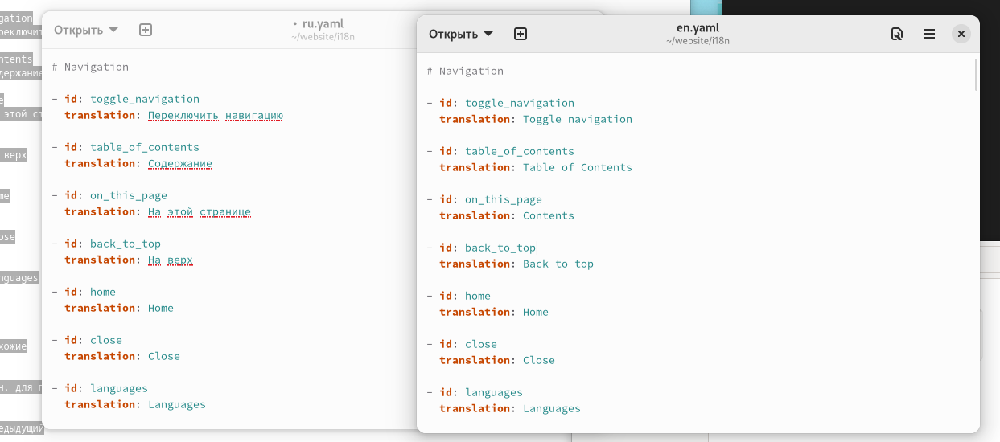 gation
реключит
ntents
держание
е
этой ст
верх
me
ose
nguages
хожие
н. для п
едыдущий
Открыть
• ru.yaml
~/website/i18n
# Navigation
- id: toggle_navigation
translation: Переключить навигацию
- id: table_of_contents
translation: Содержание
- id: on_this_page
translation: На этой странице
- id: back_to_top
translation: На верх
- id: home
translation: Home
- id: close
translation: Close
- id: languages
translation: Languages
Открыть
en.yaml
~/website/i18n
# Navigation
- id: toggle_navigation
translation: Toggle navigation
- id: table_of_contents
translation: Table of Contents
- id: on_this_page
translation: Contents
- id: back_to_top
translation: Back to top
- id: home
translation: Home
- id: close
translation: Close
- id: languages
translation: Languages